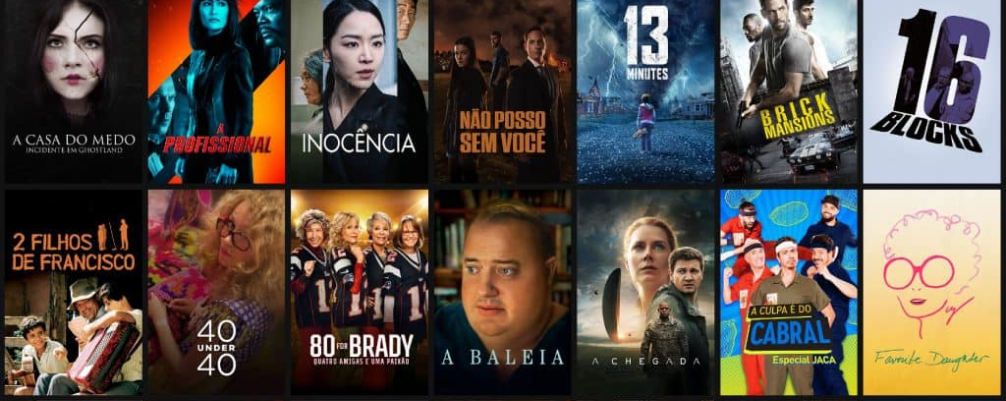 A CASA DO MEDO
INCIDENTE EM GHOSTLAND
A
PROFISSIONAL
INOCÊNCIA
NÃO POSSO
SEM VOCÊ
13
MINUTES
BRICK
MANSIONS
16
BLOCKS
2 FILHOS
DE FRANCISCO
40
UNDER
40
80 FOR BRADY
QUATRO AMIGAS E UMA PAIXÃO
A BALEIA
A CHEGADA
A CULPA É DO
CABRAL
Especial JACA
Favorite Daughter